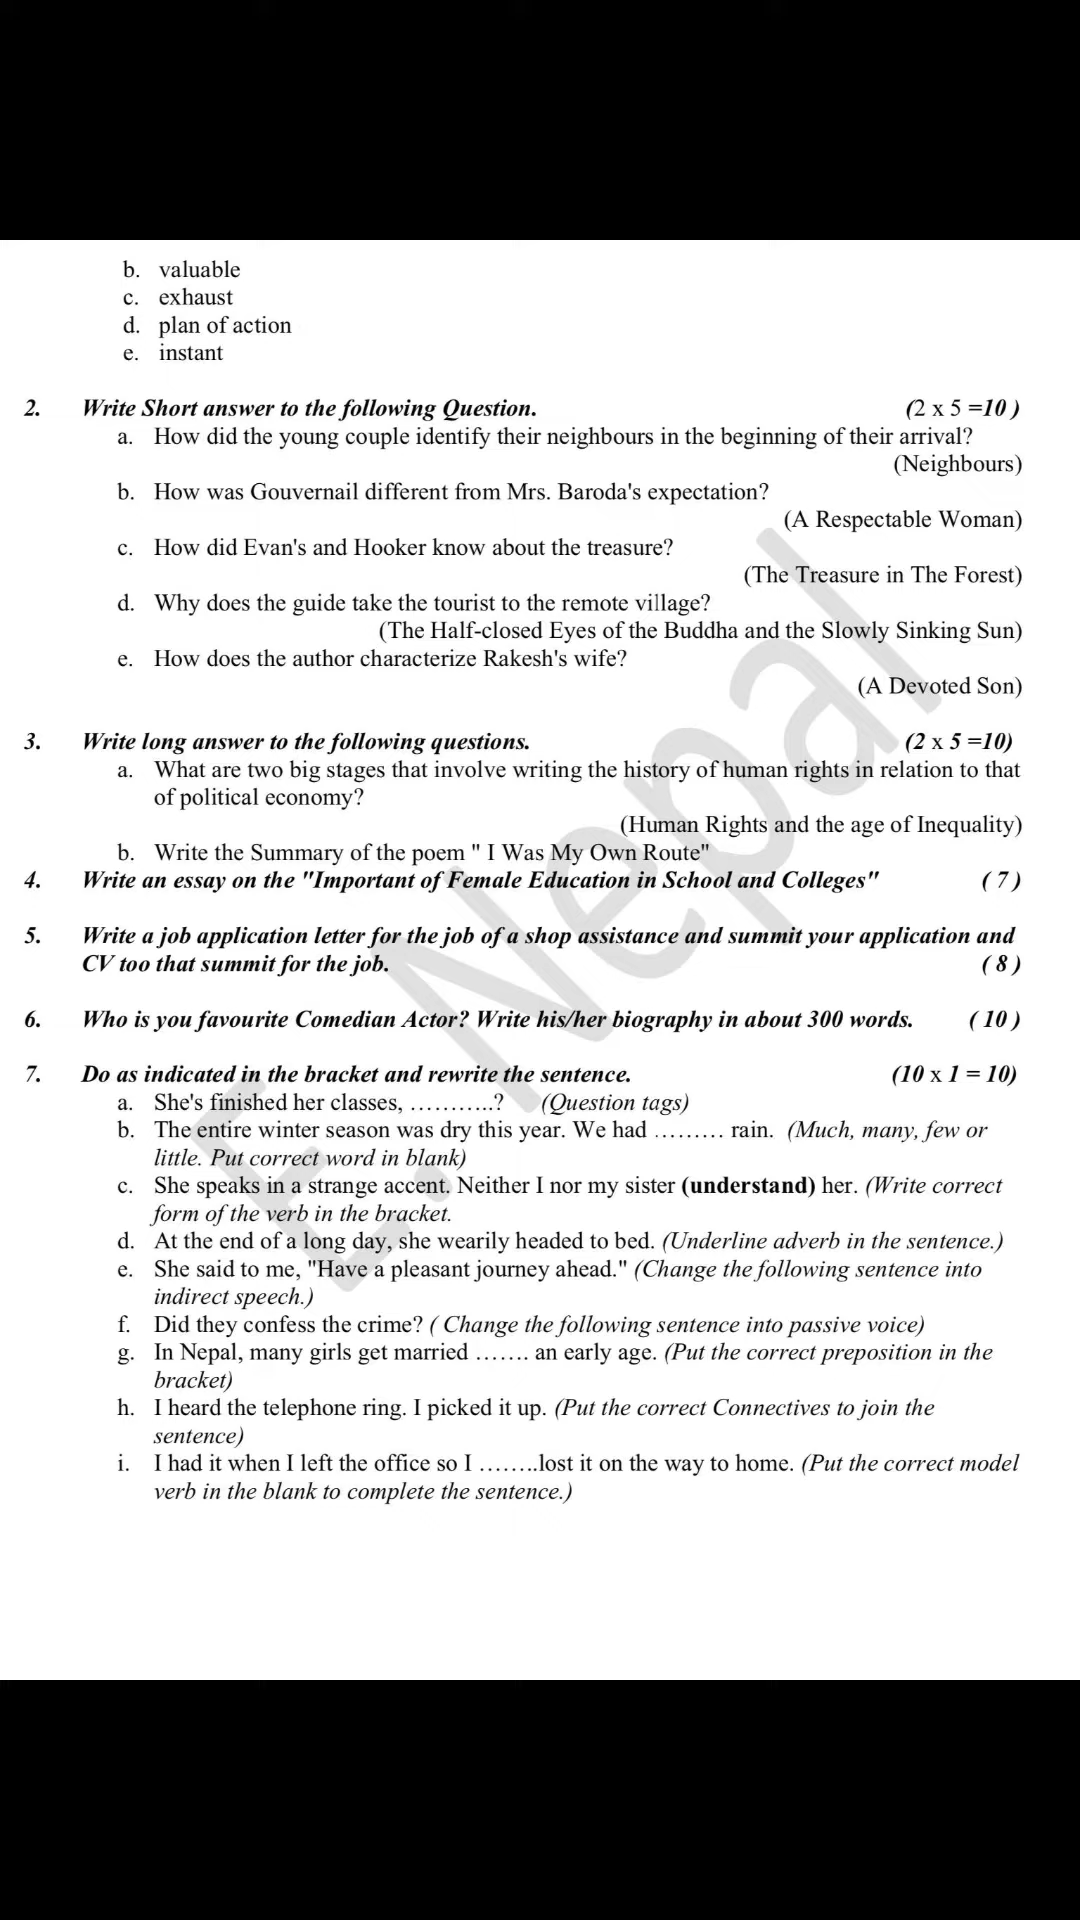 b. valuable
c. exhaust
d. plan of action
e. instant
2. Write Short answer to the following Question. (2 x 5 =10 )
a. How did the young couple identify their neighbours in the beginning of their arrival?
(Neighbours)
b. How was Gouvernail different from Mrs. Baroda's expectation?
(A Respectable Woman)
c. How did Evan's and Hooker know about the treasure?
(The Treasure in The Forest)
d. Why does the guide take the tourist to the remote village?
(The Half-closed Eyes of the Buddha and the Slowly Sinking Sun)
e. How does the author characterize Rakesh's wife?
(A Devoted Son)
3. Write long answer to the following questions. (2 x 5 =10)
a. What are two big stages that involve writing the history of human rights in relation to that
of political economy?
(Human Rights and the age of Inequality)
b. Write the Summary of the poem " I Was My Own Route"
4. Write an essay on the "Important of Female Education in School and Colleges" ( 7 )
5. Write a job application letter for the job of a shop assistance and summit your application and
CV too that summit for the job. ( 8 )
6. Who is you favourite Comedian Actor? Write his/her biography in about 300 words. ( 10 )
7. Do as indicated in the bracket and rewrite the sentence. (10 x 1 = 10)
a. She's finished her classes, ...........? (Question tags)
b. The entire winter season was dry this year. We had ......... rain. (Much, many, few or
little. Put correct word in blank)
c. She speaks in a strange accent. Neither I nor my sister (understand) her. (Write correct
form of the verb in the bracket.
d. At the end of a long day, she wearily headed to bed. (Underline adverb in the sentence.)
e. She said to me, "Have a pleasant journey ahead." (Change the following sentence into
indirect speech.)
f. Did they confess the crime? ( Change the following sentence into passive voice)
g. In Nepal, many girls get married ....... an early age. (Put the correct preposition in the
bracket)
h. I heard the telephone ring. I picked it up. (Put the correct Connectives to join the
sentence)
i. I had it when I left the office so I ........lost it on the way to home. (Put the correct model
verb in the blank to complete the sentence.)
E. Nepal